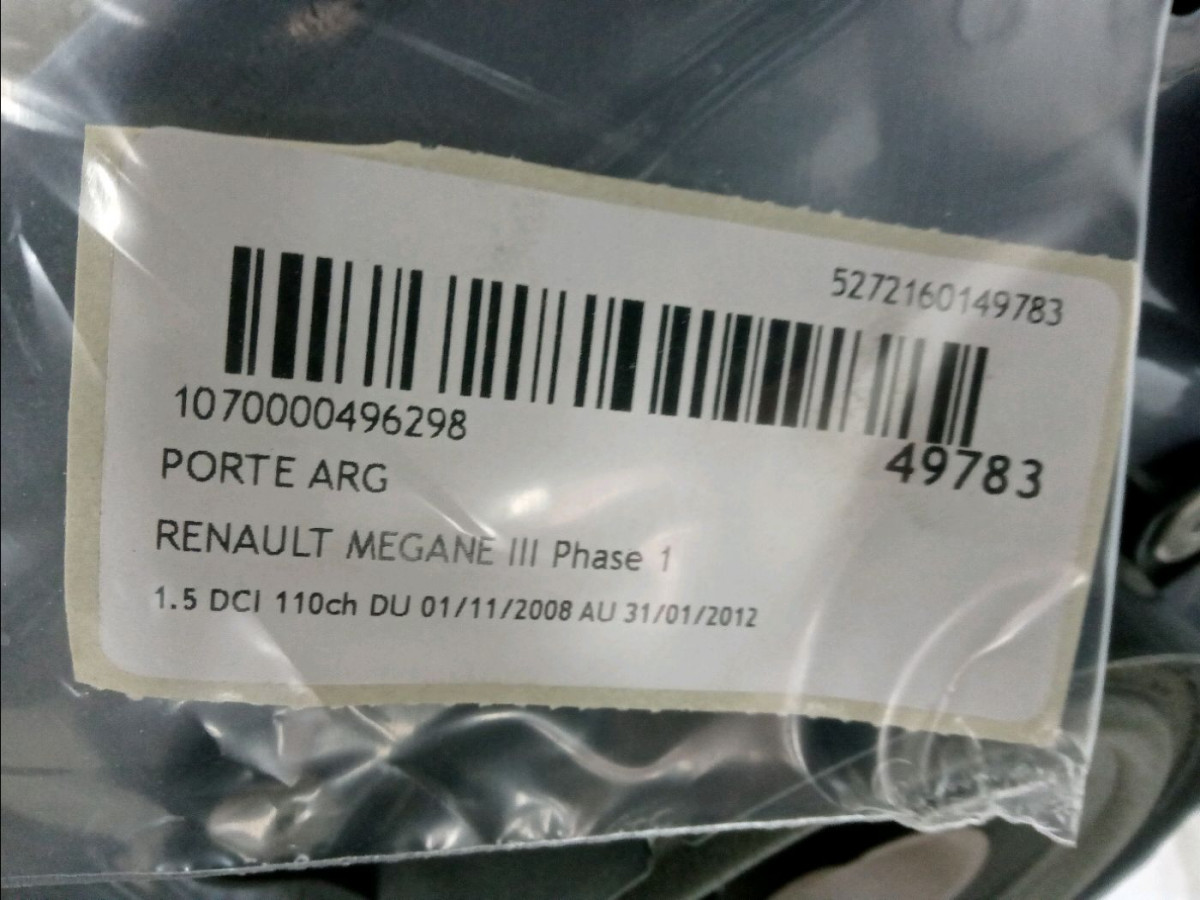 5272160149783
1070000496298
49783
PORTE ARG
RENAULT MEGANE III Phase 1
1.5 DCI 110ch DU 01/11/2008 AU 31/01/2012